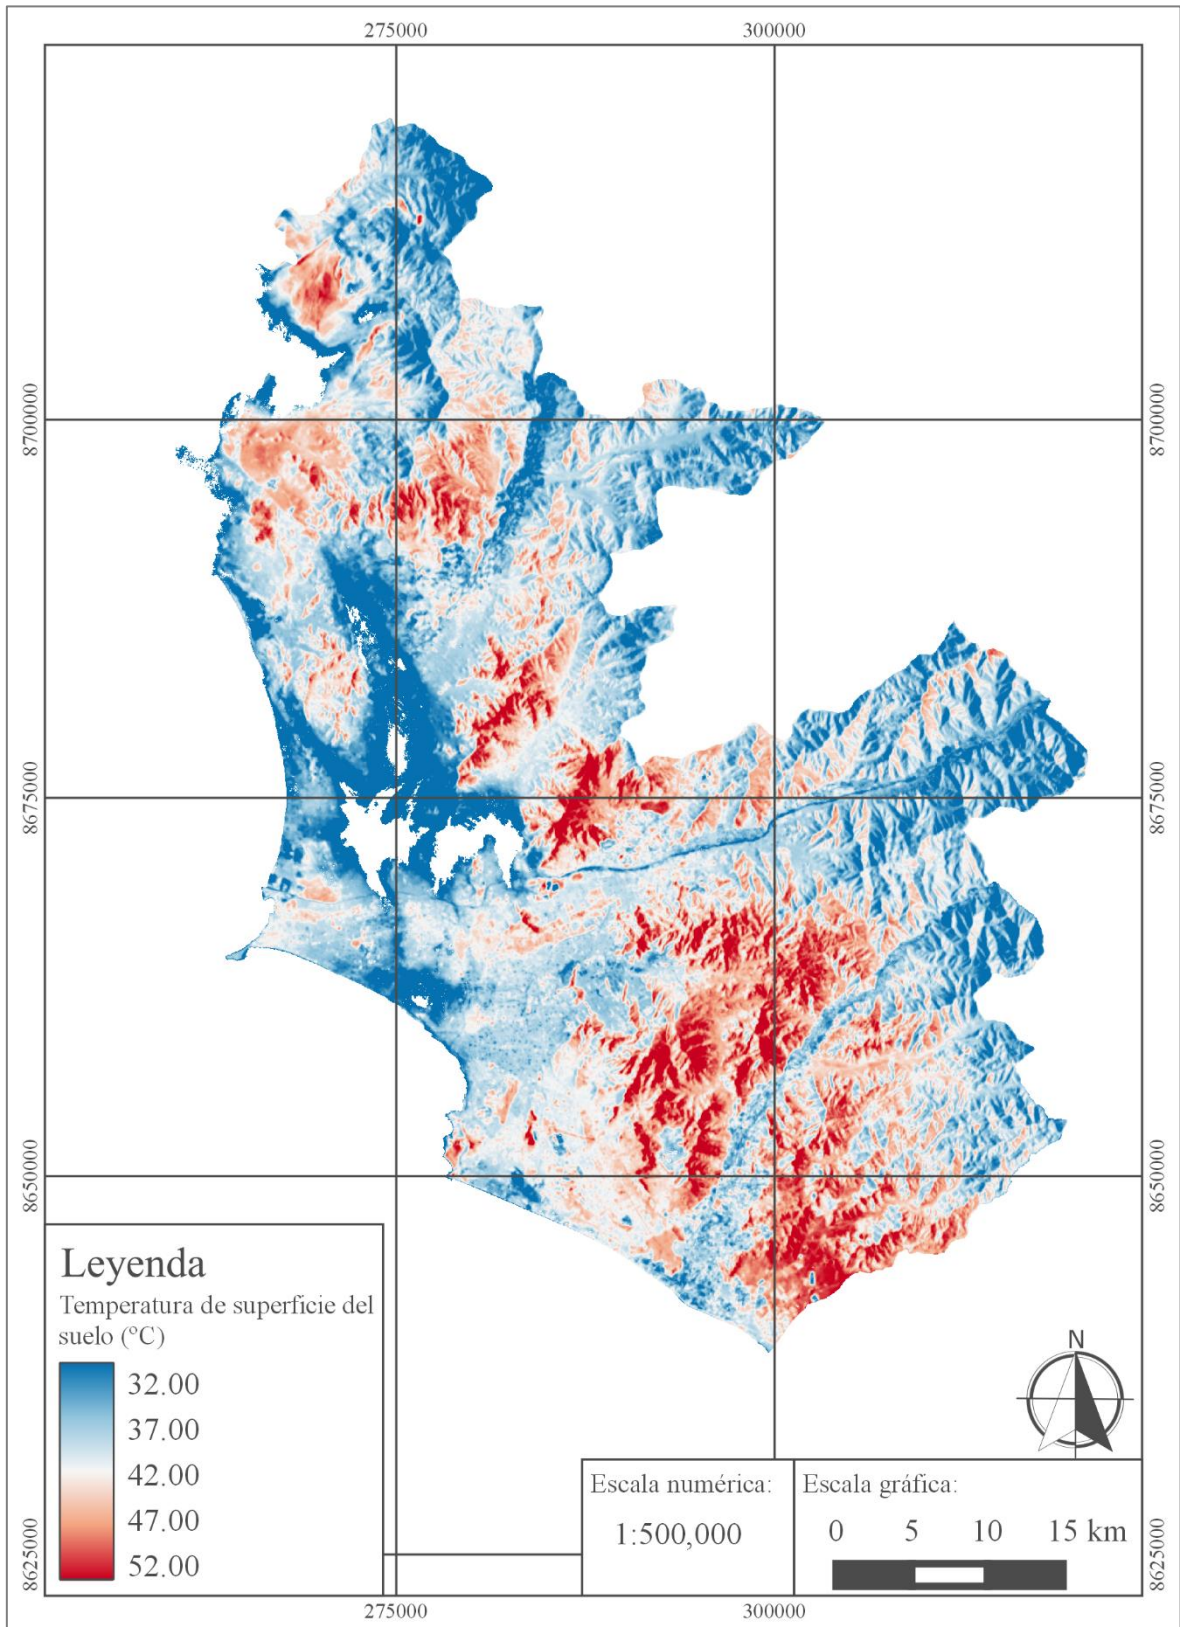 275000
300000
8700000
8700000
8675000
8675000
8650000
8650000
Leyenda
Temperatura de superficie del
suelo (°C)
32.00
37.00
42.00
47.00
52.00
N
Escala numérica:
1:500,000
Escala gráfica:
0 5 10 15 km
8625000
8625000
275000
300000